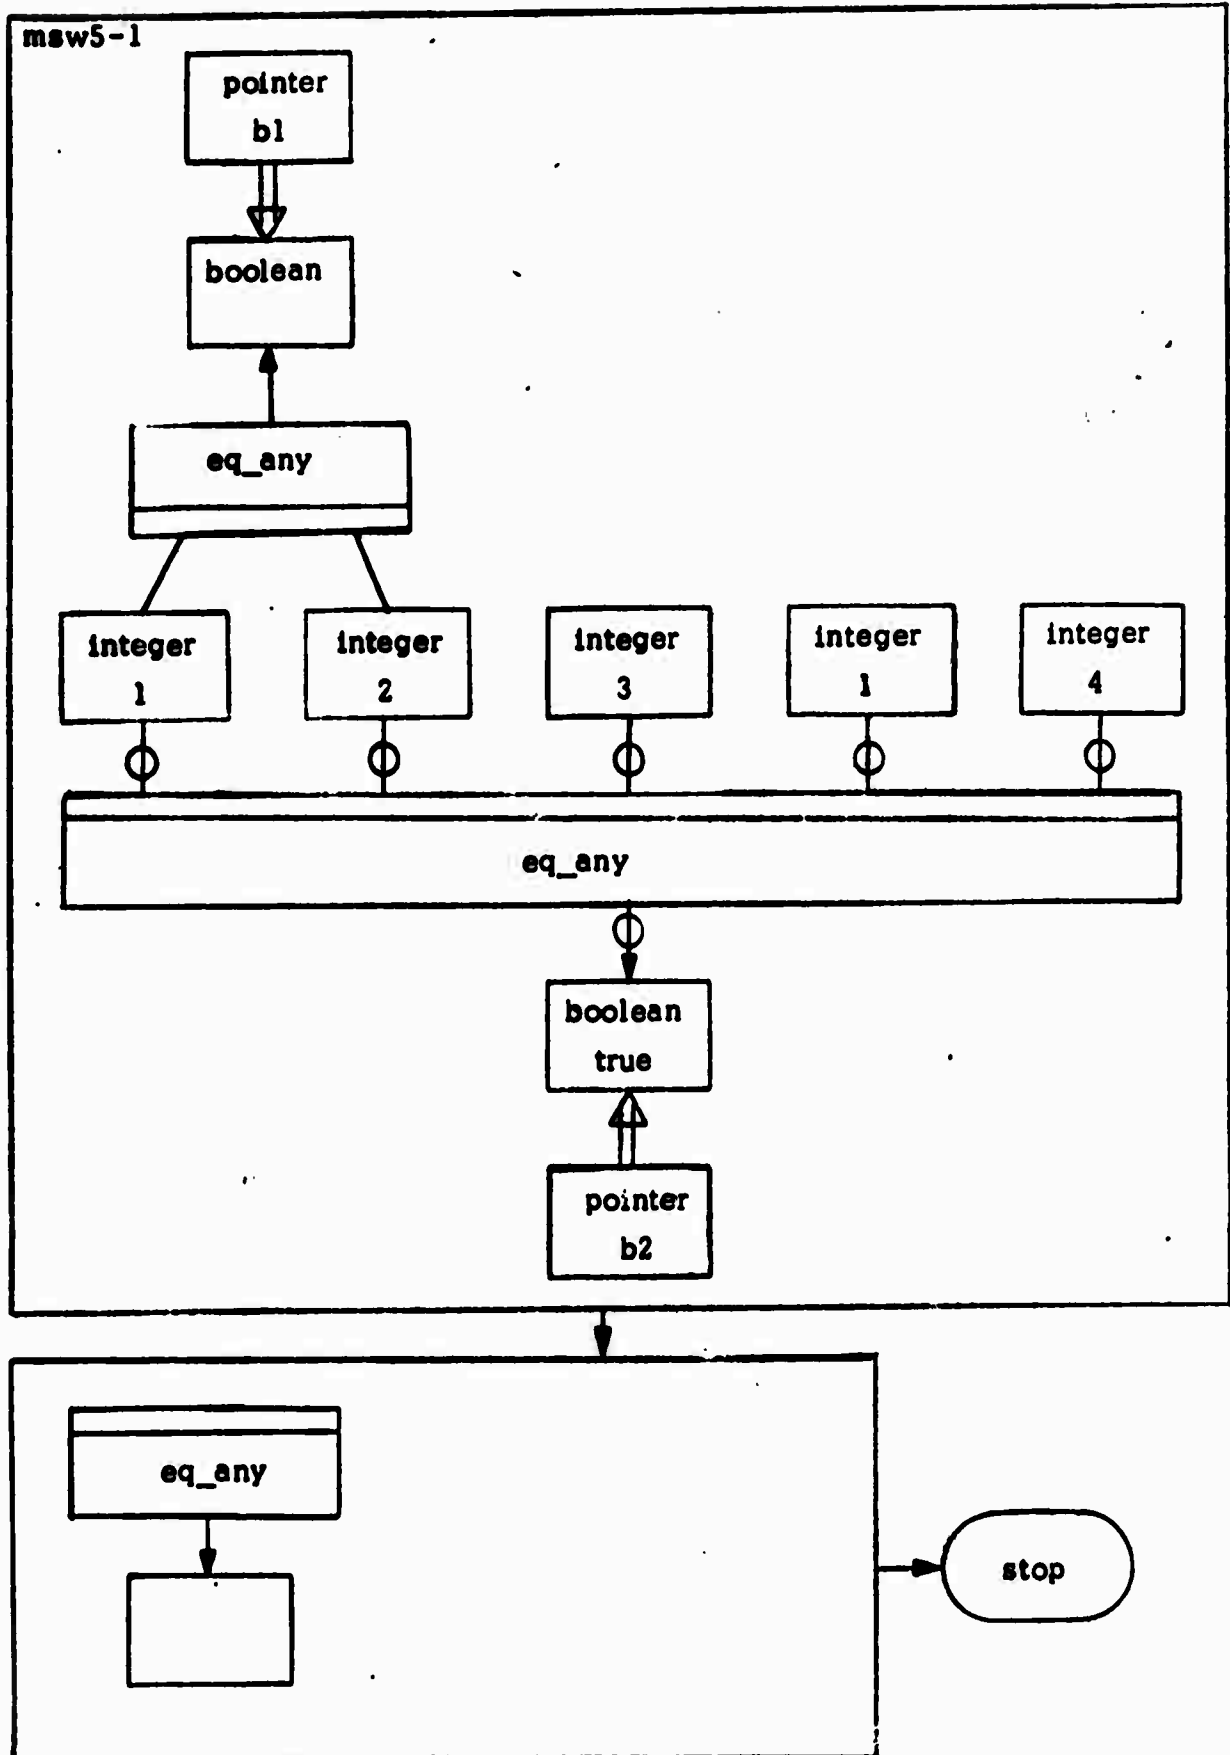 msw5-1
pointer
b1
boolean
eq_any
integer
1
integer
2
integer
3
integer
1
integer
4
eq_any
boolean
true
pointer
b2
eq_any
stop